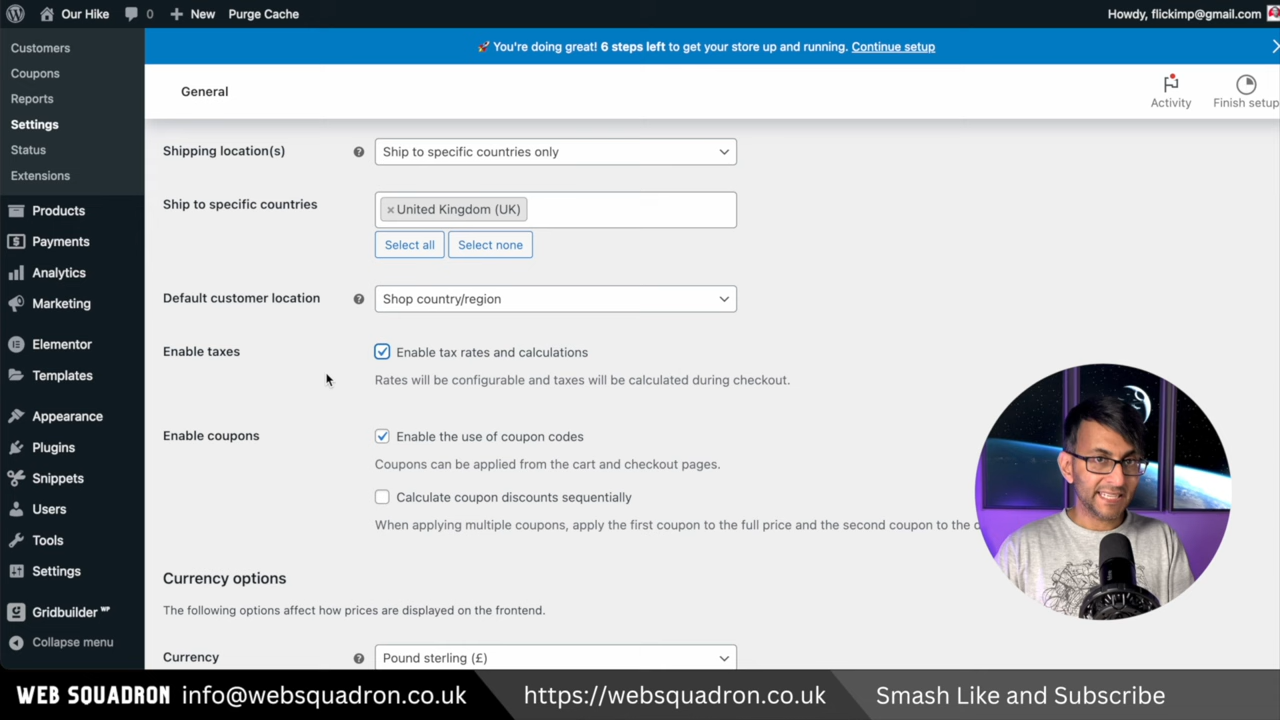 Our Hike 0 New Purge Cache Howdy, flickimp@gmail.com
Customers
Coupons
Reports
Settings
Status
Extensions
Products
Payments
Analytics
Marketing
Elementor
Templates
Appearance
Plugins
Snippets
Users
Tools
Settings
Gridbuilder WP
Collapse menu
🚀 You're doing great! 6 steps left to get your store up and running. Continue setup
General
Activity
Finish setup
Shipping location(s) Ship to specific countries only
Ship to specific countries ×United Kingdom (UK)
Select all Select none
Default customer location Shop country/region
Enable taxes Enable tax rates and calculations
Rates will be configurable and taxes will be calculated during checkout.
Enable coupons Enable the use of coupon codes
Coupons can be applied from the cart and checkout pages.
Calculate coupon discounts sequentially
When applying multiple coupons, apply the first coupon to the full price and the second coupon to the
Currency options
The following options affect how prices are displayed on the frontend.
Currency Pound sterling (£)
WEB SQUADRON info@websquadron.co.uk https://websquadron.co.uk Smash Like and Subscribe